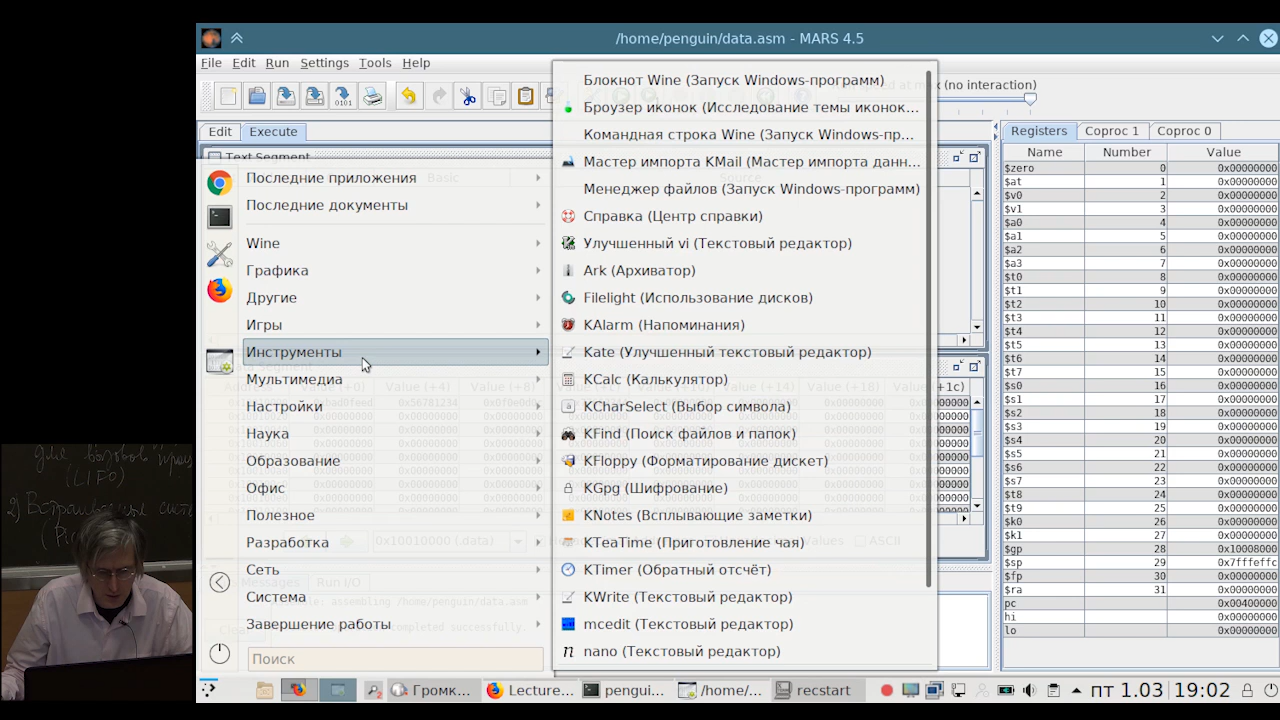 /home/penguin/data.asm - MARS 4.5
File Edit Run Settings Tools Help
x (no interaction)
Edit Execute
Text Segment
Basic
Последние приложения
Последние документы
Wine
Графика
Другие
Игры
Инструменты
Мультимедиа
Настройки
Наука
Образование
Офис
Полезное
Разработка
Сеть
Система
Завершение работы
Поиск
Блокнот Wine (Запуск Windows-программ)
Броузер иконок (Исследование темы иконок...
Командная строка Wine (Запуск Windows-пр...
Мастер импорта KMail (Мастер импорта данн...
Менеджер файлов (Запуск Windows-программ)
Справка (Центр справки)
Улучшенный vi (Текстовый редактор)
Ark (Архиватор)
Filelight (Использование дисков)
KAlarm (Напоминания)
Kate (Улучшенный текстовый редактор)
KCalc (Калькулятор)
KCharSelect (Выбор символа)
KFind (Поиск файлов и папок)
KFloppy (Форматирование дискет)
KGpg (Шифрование)
KNotes (Всплывающие заметки)
KTeaTime (Приготовление чая)
KTimer (Обратный отсчёт)
KWrite (Текстовый редактор)
mcedit (Текстовый редактор)
nano (Текстовый редактор)
Registers Coproc 1 Coproc 0
Name Number Value
$zero 0 0x00000000
$at 1 0x00000000
$v0 2 0x00000000
$v1 3 0x00000000
$a0 4 0x00000000
$a1 5 0x00000000
$a2 6 0x00000000
$a3 7 0x00000000
$t0 8 0x00000000
$t1 9 0x00000000
$t2 10 0x00000000
$t3 11 0x00000000
$t4 12 0x00000000
$t5 13 0x00000000
$t6 14 0x00000000
$t7 15 0x00000000
$s0 16 0x00000000
$s1 17 0x00000000
$s2 18 0x00000000
$s3 19 0x00000000
$s4 20 0x00000000
$s5 21 0x00000000
$s6 22 0x00000000
$s7 23 0x00000000
$t8 24 0x00000000
$t9 25 0x00000000
$k0 26 0x00000000
$k1 27 0x00000000
$gp 28 0x10008000
$sp 29 0x7fffeffc
$fp 30 0x00000000
$ra 31 0x00000000
pc 0x00400000
hi 0x00000000
lo 0x00000000
Громк... Lecture... pengui... /home/... recstart ПТ 1.03 19:02